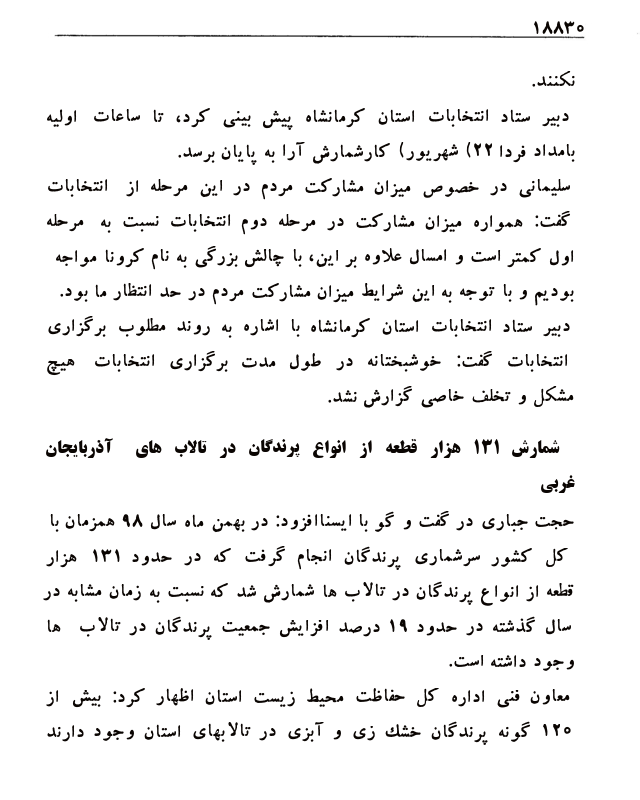 ۱۸۸۳۰
نکنند.
دبیر ستاد انتخابات استان کرمانشاه پیش بینی کرد، تا ساعات اولیه
بامداد فردا ۲۲) شهریور) کارشمارش آرا به پایان برسد.
سلیمانی در خصوص میزان مشارکت مردم در این مرحله از انتخابات
گفت: همواره میزان مشارکت در مرحله دوم انتخابات نسبت به مرحله
اول کمتر است و امسال علاوه بر این، با چالش بزرگی به نام کرونا مواجه
بودیم و با توجه به این شرایط میزان مشارکت مردم در حد انتظار ما بود.
دبیر ستاد انتخابات استان کرمانشاه با اشاره به روند مطلوب برگزاری
انتخابات گفت: خوشبختانه در طول مدت برگزاری انتخابات هیچ
مشکل و تخلف خاصی گزارش نشد.
شمارش ۱۳۱ هزار قطعه از انواع پرندگان در تالاب های آذربایجان
غربی
حجت جباری در گفت و گو با ایسناافزود: در بهمن ماه سال ۹۸ همزمان با
کل کشور سرشماری پرندگان انجام گرفت که در حدود ۱۳۱ هزار
قطعه از انواع پرندگان در تالاب ها شمارش شد که نسبت به زمان مشابه در
سال گذشته در حدود ۱۹ درصد افزایش جمعیت پرندگان در تالاب ها
وجود داشته است.
معاون فنی اداره کل حفاظت محیط زیست استان اظهار کرد: بیش از
۱۲۰ گونه پرندگان خشك زی و آبزی در تالابهای استان وجود دارند